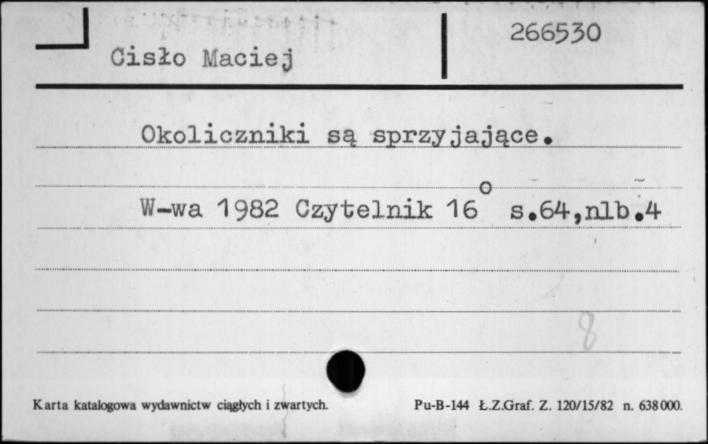 266530
Cisło Maciej
Okoliczniki są sprzyjające.
W-wa 1982 Czytelnik 16° s.64,nlb.4
8
Karta katalogowa wydawnictw ciągłych i zwartych. Pu-B-144 Ł.Z.Graf. Z. 120/15/82 n. 638000.